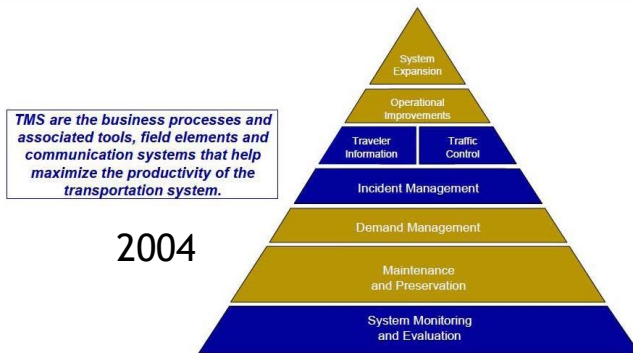 System
Expansion
Operational
Improvements
TMS are the business processes and
associated tools, field elements and
communication systems that help
maximize the productivity of the
transportation system.
Traveler
Information
Traffic
Control
Incident Management
2004
Demand Management
Maintenance
and Preservation
System Monitoring
and Evaluation